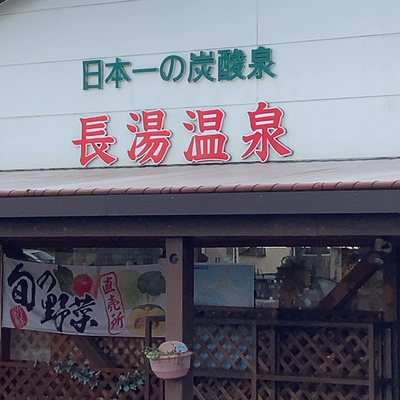 日本一の炭酸泉
長湯温泉
旬の野菜
直売所